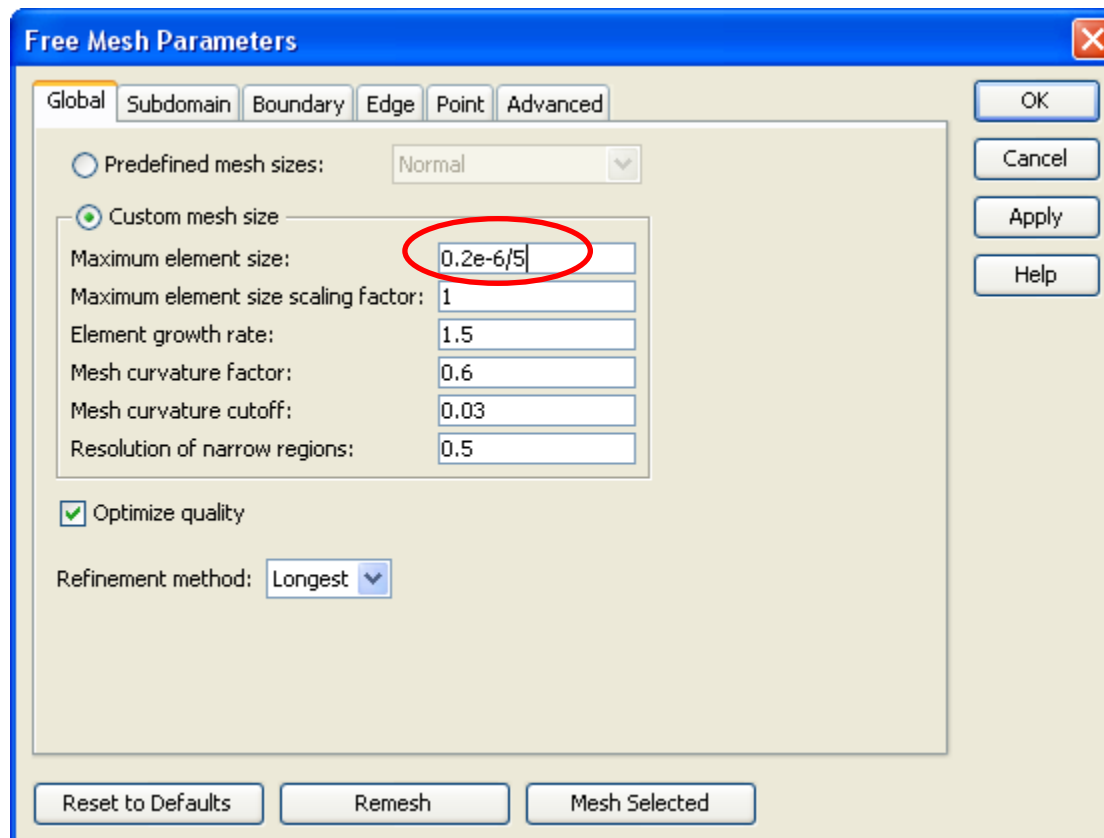 Free Mesh Parameters
Global Subdomain Boundary Edge Point Advanced
OK
Cancel
Apply
Help
Predefined mesh sizes: Normal
Custom mesh size
Maximum element size: 0.2e-6/5
Maximum element size scaling factor: 1
Element growth rate: 1.5
Mesh curvature factor: 0.6
Mesh curvature cutoff: 0.03
Resolution of narrow regions: 0.5
Optimize quality
Refinement method: Longest
Reset to Defaults Remesh Mesh Selected